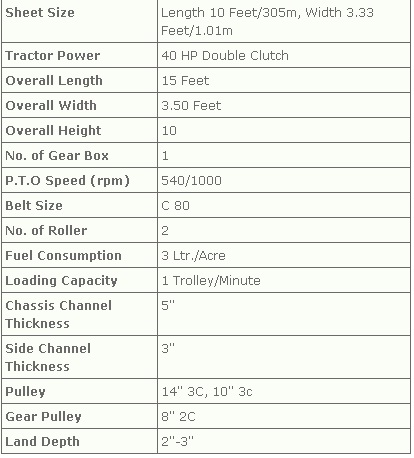 Sheet Size Length 10 Feet/305m, Width 3.33
Feet/1.01m
Tractor Power 40 HP Double Clutch
Overall Length 15 Feet
Overall Width 3.50 Feet
Overall Height 10
No. of Gear Box 1
P.T.O Speed (rpm) 540/1000
Belt Size C 80
No. of Roller 2
Fuel Consumption 3 Ltr./Acre
Loading Capacity 1 Trolley/Minute
Chassis Channel 5"
Thickness
Side Channel 3"
Thickness
Pulley 14" 3C, 10" 3c
Gear Pulley 8" 2C
Land Depth 2"-3"